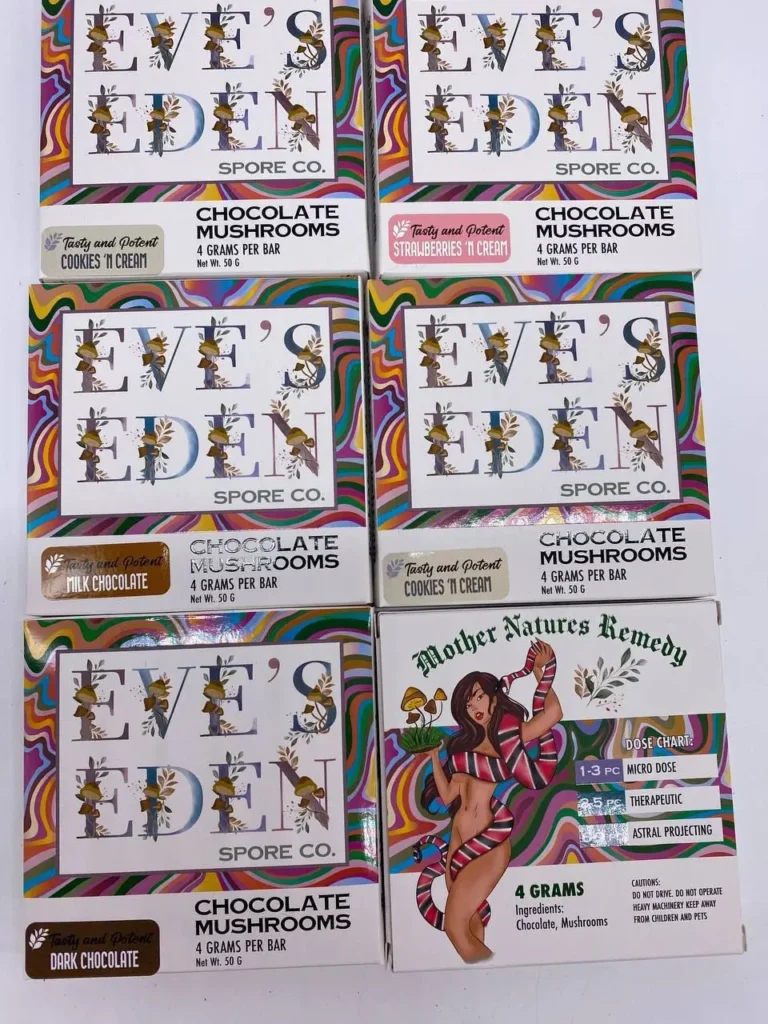 EVE'S
EDEN
SPORE CO.
Tasty and Potent
COOKIES 'N CREAM
CHOCOLATE
MUSHROOMS
4 GRAMS PER BAR
Net Wt. 50 G
EVE'S
EDEN
SPORE CO.
Tasty and Potent
STRAWBERRIES 'N CREAM
CHOCOLATE
MUSHROOMS
4 GRAMS PER BAR
Net Wt. 50 G
EVE'S
EDEN
SPORE CO.
Tasty and Potent
MILK CHOCOLATE
CHOCOLATE
MUSHROOMS
4 GRAMS PER BAR
Net Wt. 50 G
EVE'S
EDEN
SPORE CO.
Tasty and Potent
COOKIES 'N CREAM
CHOCOLATE
MUSHROOMS
4 GRAMS PER BAR
Net Wt. 50 G
EVE'S
EDEN
SPORE CO.
Tasty and Potent
DARK CHOCOLATE
CHOCOLATE
MUSHROOMS
4 GRAMS PER BAR
Net Wt. 50 G
Mother Natures Remedy
DOSE CHART:
1-3 PC MICRO DOSE
PC THERAPEUTIC
ASTRAL PROJECTING
4 GRAMS
Ingredients:
Chocolate, Mushrooms
CAUTIONS:
DO NOT DRIVE. DO NOT OPERATE
HEAVY MACHINERY KEEP AWAY
FROM CHILDREN AND PETS